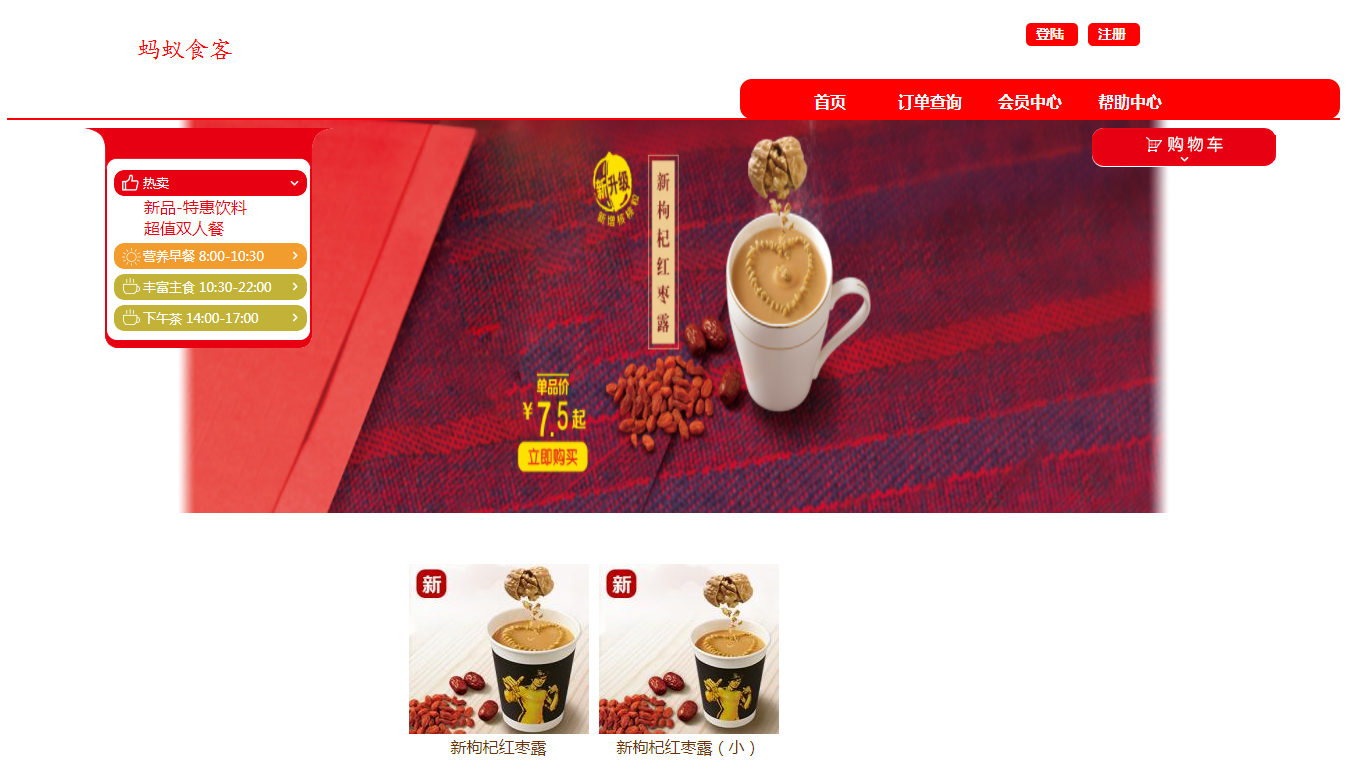 蚂蚁食客
登陆
注册
首页
订单查询
会员中心
帮助中心
购物车
热卖
新品-特惠饮料
超值双人餐
营养早餐 8:00-10:30
丰富主食 10:30-22:00
下午茶 14:00-17:00
新升级
新增核桃粒
新枸杞红枣露
单品价
¥7.5起
立即购买
新
新
新枸杞红枣露
新枸杞红枣露（小）